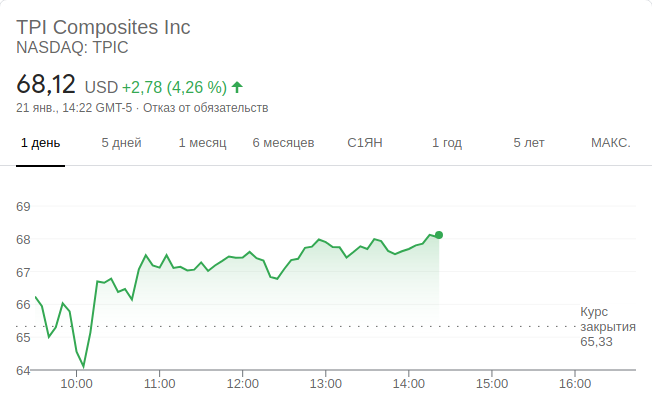 TPI Composites Inc
NASDAQ: TPIC
68,12 USD +2,78 (4,26 %)
21 янв., 14:22 GMT-5 · Отказ от обязательств
1 день 5 дней 1 месяц 6 месяцев С1ЯН 1 год 5 лет МАКС.
69
68
67
66
65
64
Курс
закрытия
65,33
10:00 11:00 12:00 13:00 14:00 15:00 16:00